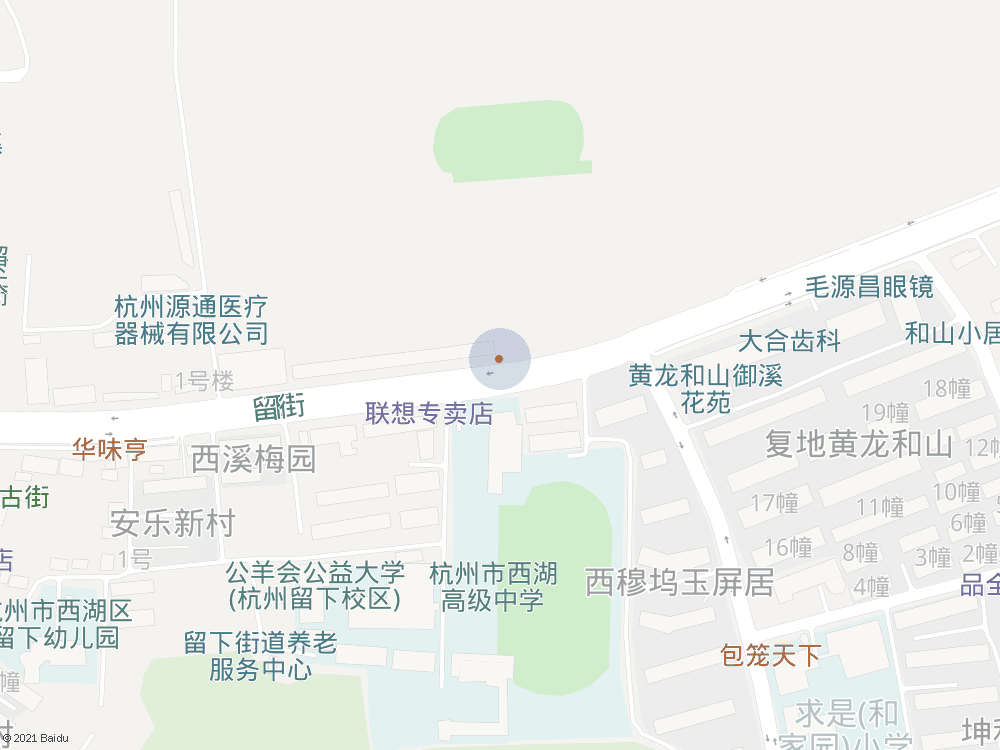 毛源昌眼镜
杭州源通医疗
器械有限公司
大合齿科
和山小居
黄龙和山御溪
花苑
1号楼
18幢
留街
联想专卖店
19幢
华味亨
西溪梅园
复地黄龙和山
12幢
古街
10幢
17幢
11幢
安乐新村
6幢
16幢
1号
8幢
3幢
2幢
店
公羊会公益大学
(杭州留下校区)
杭州市西湖
高级中学
西穆坞玉屏居
4幢
品全
杭州市西湖区
留下幼儿园
留下街道养老
服务中心
包笼天下
幢
求是(和
家园)小学
坤和
村
© 2021 Baidu